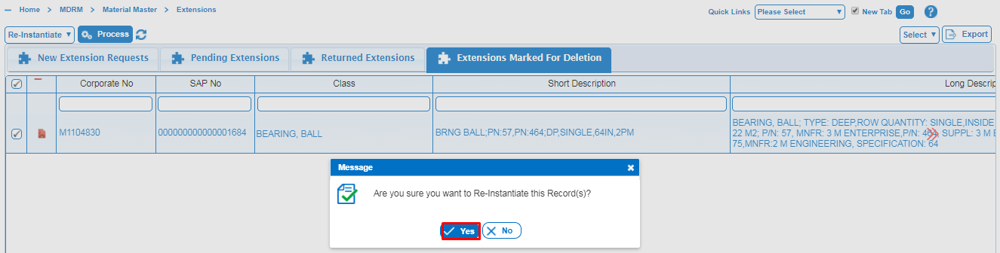 Home > MDRM > Material Master > Extensions
Quick Links Please Select New Tab Go ?
Re-Instantiate Process Select Export
New Extension Requests Pending Extensions Returned Extensions Extensions Marked For Deletion
Corporate No SAP No Class Short Description Long Descrip
M1104830 000000000000001684 BEARING, BALL BRNG BALL;PN:57,PN:464;DP,SINGLE,64IN,2PM
BEARING, BALL; TYPE: DEEP,ROW QUANTITY: SINGLE,INSIDE
22 M2; P/N: 57, MNFR: 3 M ENTERPRISE,P/N: 464, SUPPL: 3 M E
75,MNFR:2 M ENGINEERING, SPECIFICATION: 64
Message
Are you sure you want to Re-Instantiate this Record(s)?
Yes No